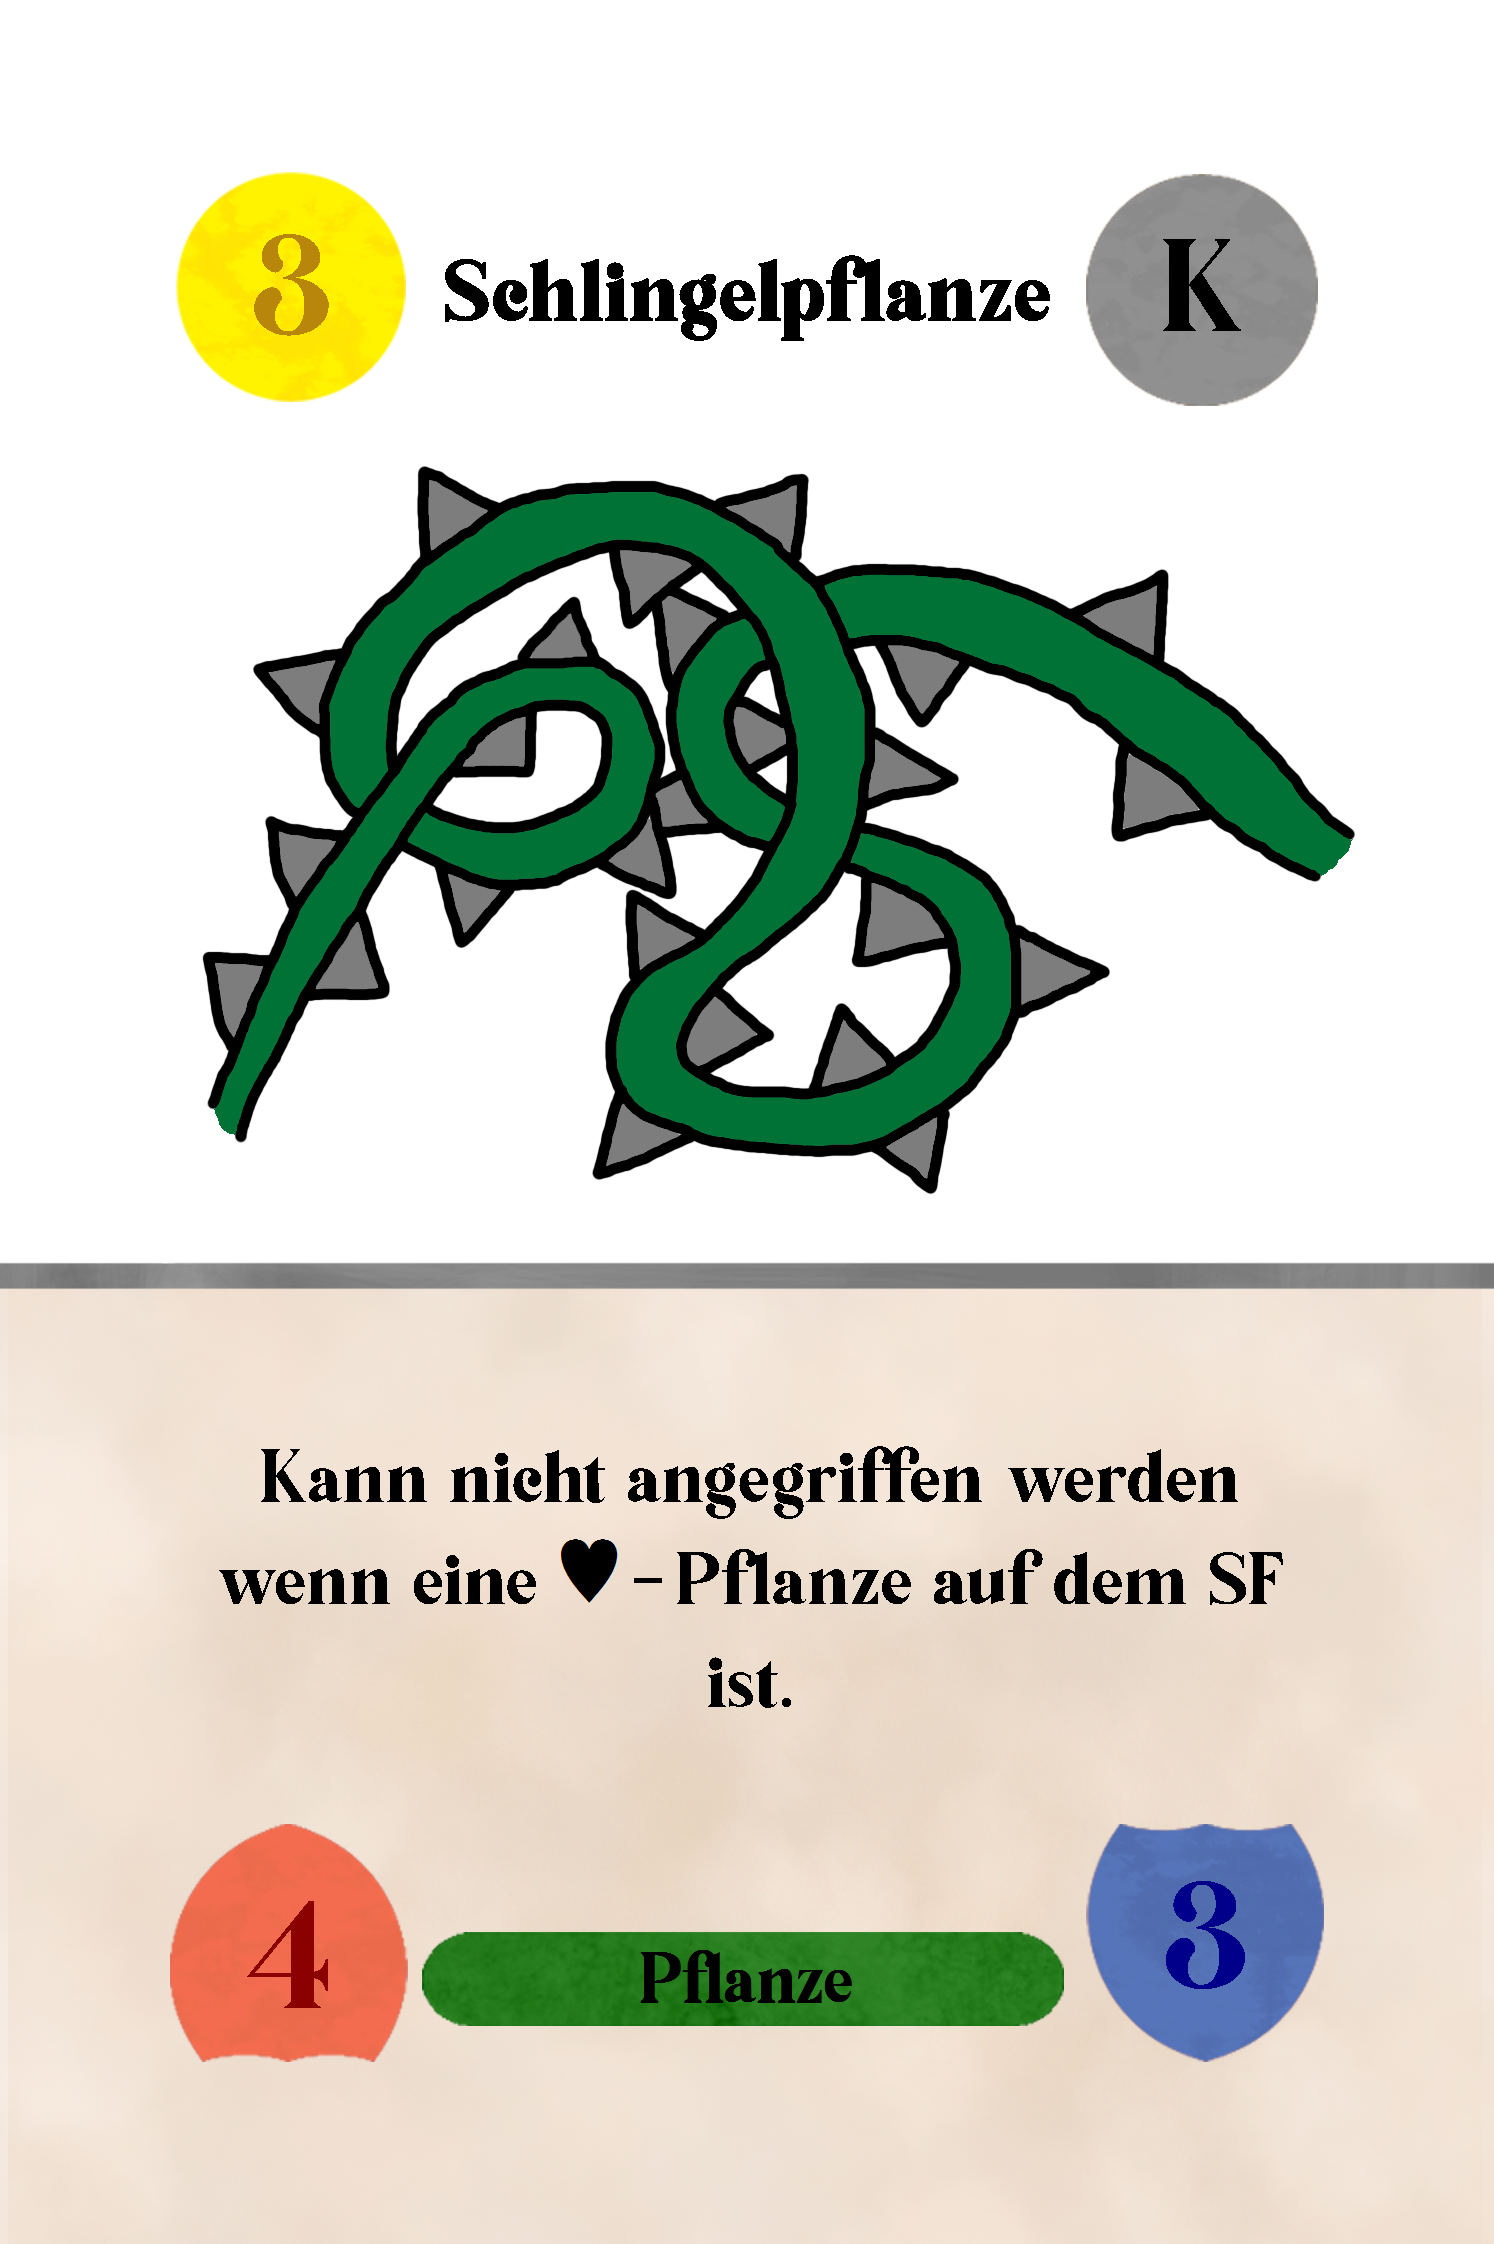 3 Schlingelpflanze K
Kann nicht angegriffen werden
wenn eine ♥-Pflanze auf dem SF
ist.
4 Pflanze 3